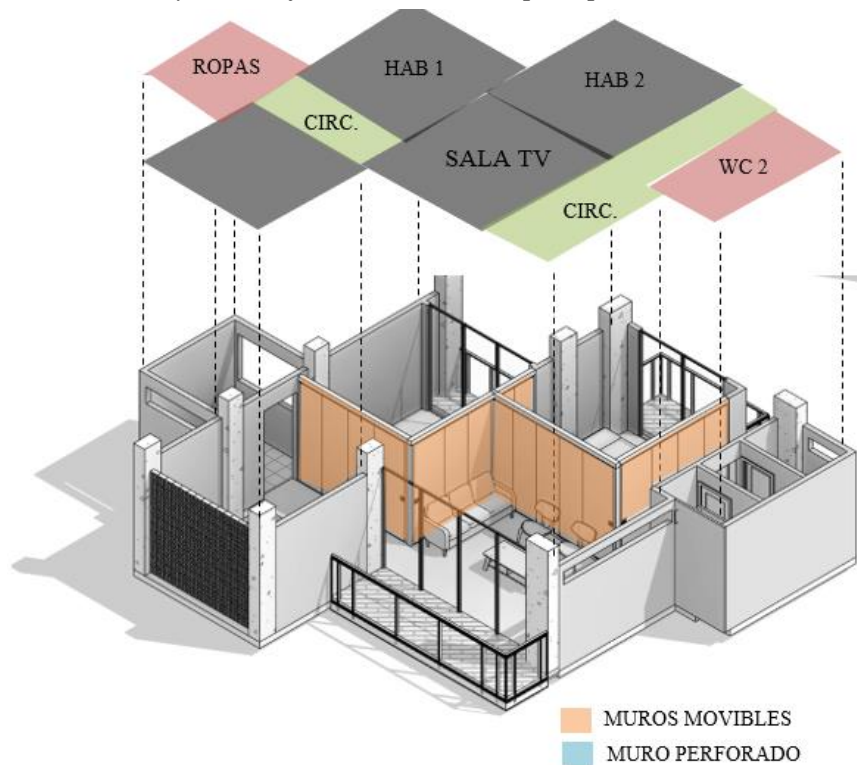 ROPAS
HAB 1
HAB 2
CIRC.
SALA TV
WC 2
CIRC.
MUROS MOVIBLES
MURO PERFORADO